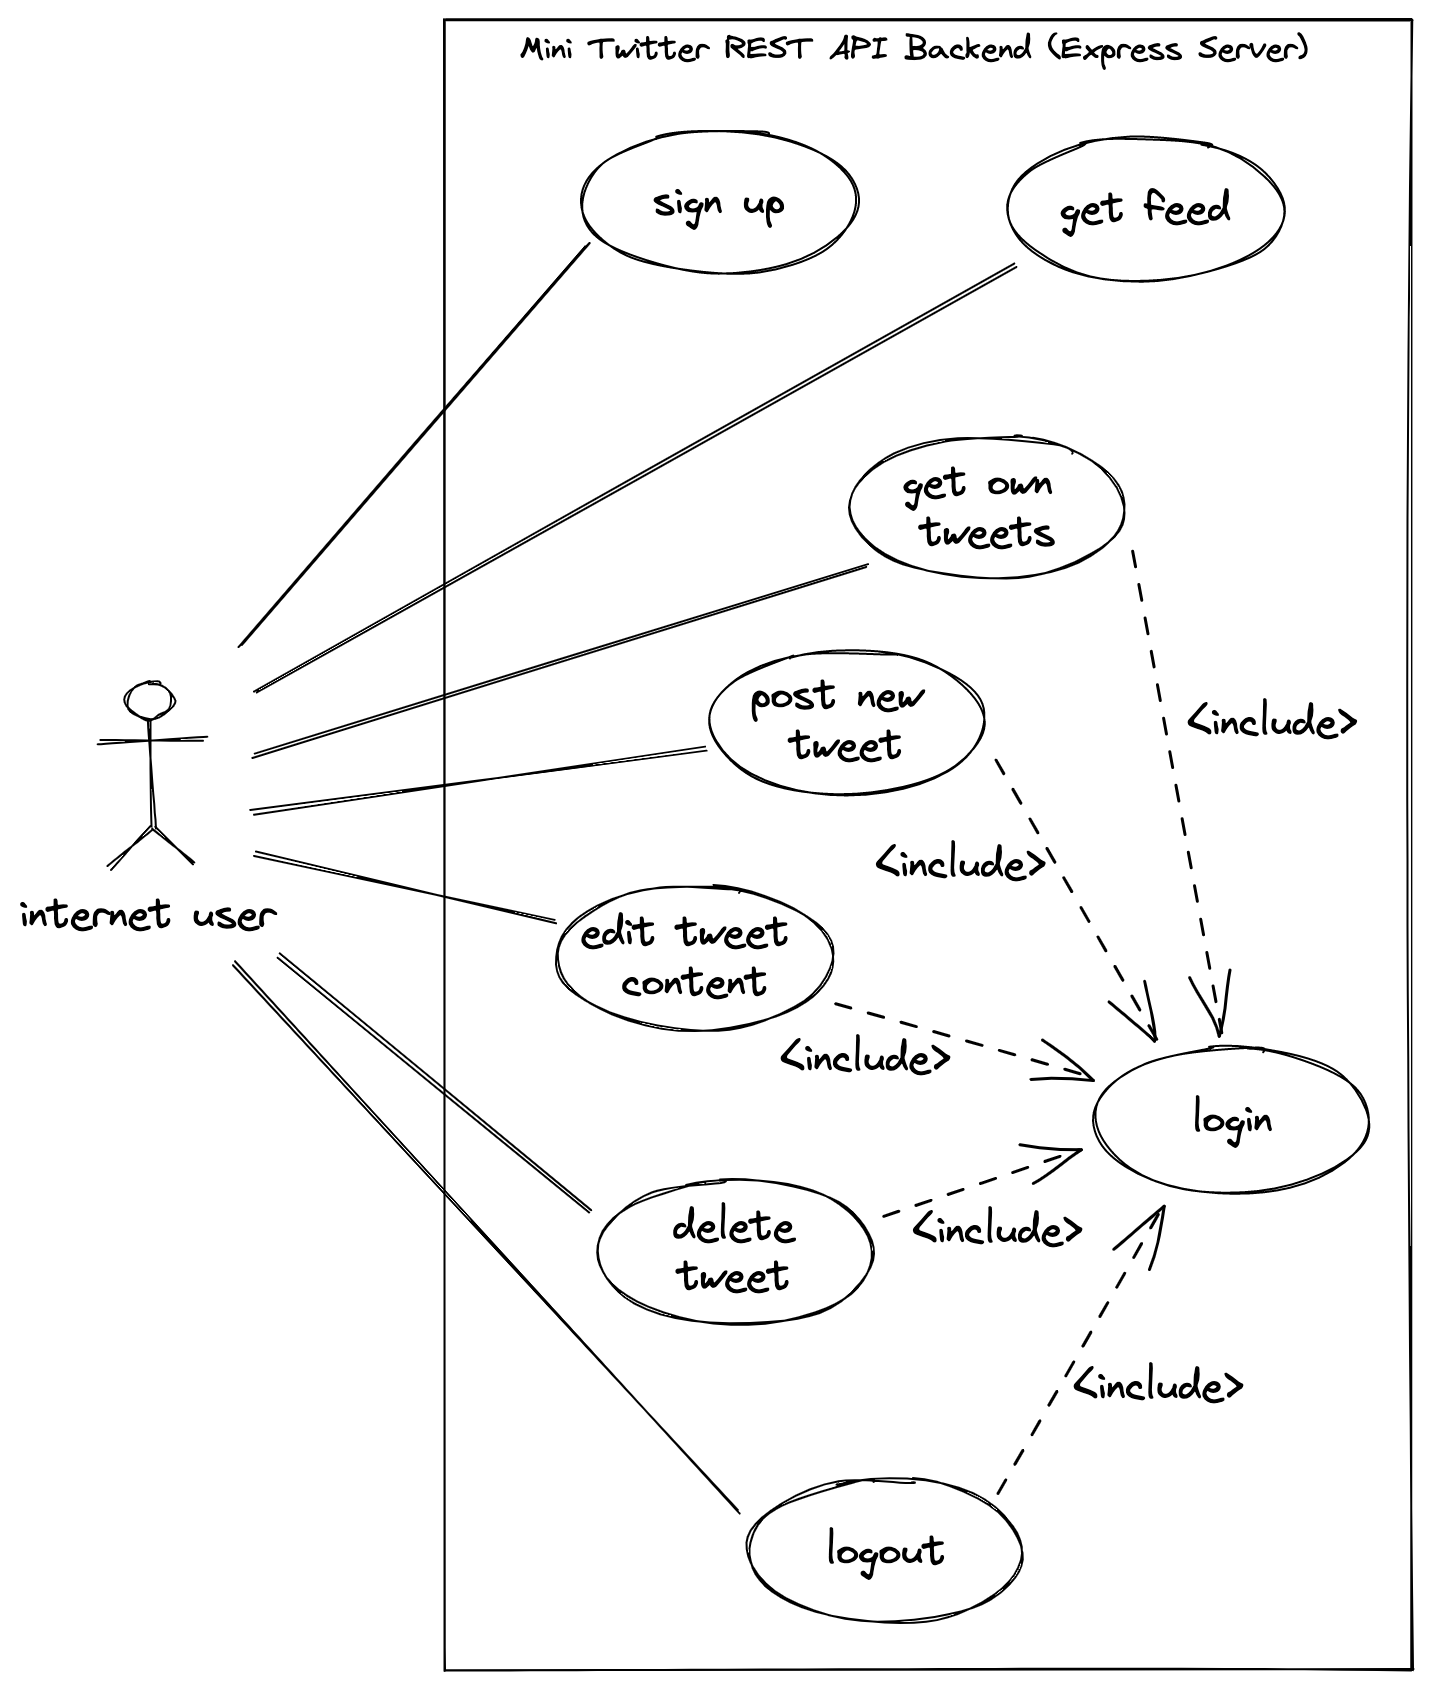 Mini Twitter REST API Backend (Express Server)
sign up
get feed
get own
tweets
post new
tweet
<include>
<include>
internet user
edit tweet
content
<include>
login
delete
tweet
<include>
<include>
logout